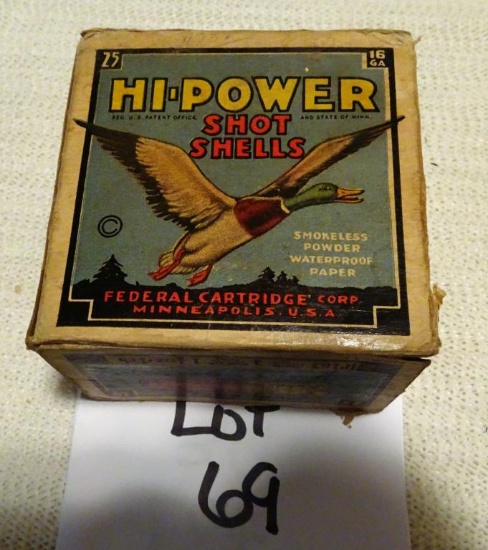 25
16
GA
HI-POWER
REG. U.S. PATENT OFFICE, AND STATE OF MINN.
SHOT
SHELLS
©
SMOKELESS
POWDER
WATERPROOF
PAPER
FEDERAL CARTRIDGE CORP.
MINNEAPOLIS, U.S.A.
LOT
69